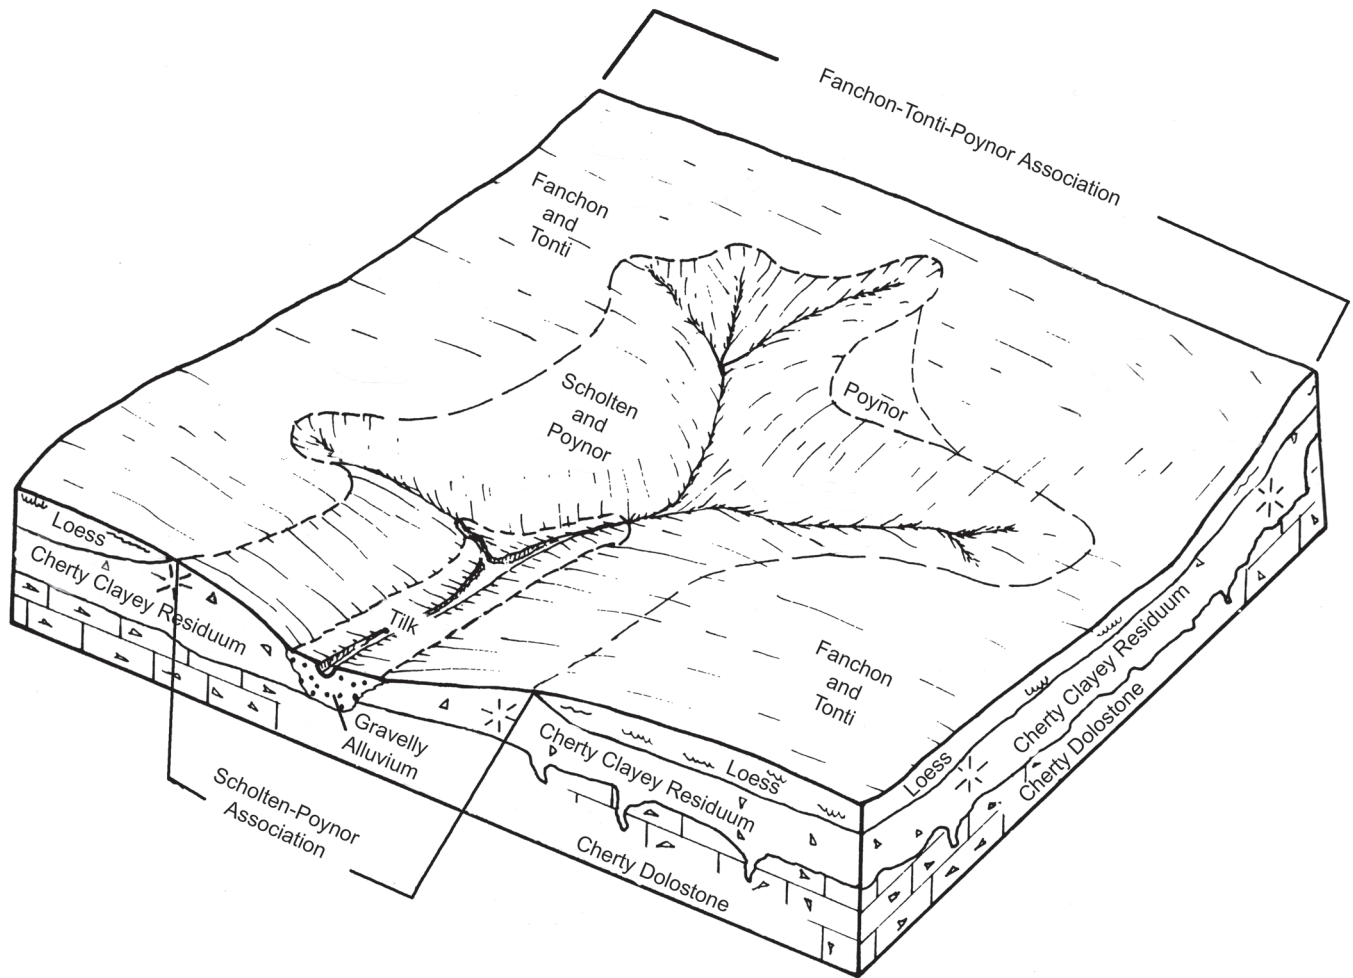 Fanchon-Tonti-Poynor Association
Fanchon
and
Tonti
Scholten
and
Poynor
Poynor
Loess
Cherty Clayey Residuum
Tilk
Fanchon
and
Tonti
Gravelly
Alluvium
Scholten-Poynor
Association
Cherty Clayey Residuum
Loess
Cherty Dolostone
Loess
Cherty Clayey Residuum
Cherty Dolostone